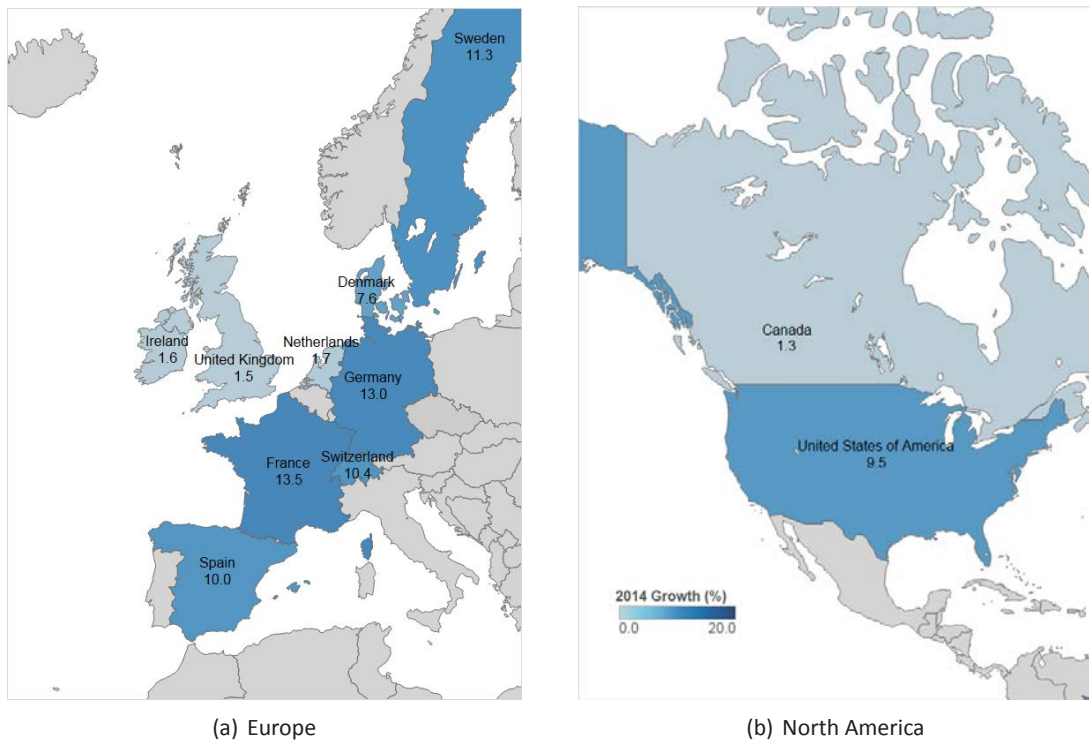 Sweden
11.3
Denmark
7.6
Ireland
1.6
United Kingdom
1.5
Netherlands
1.7
Germany
13.0
France
13.5
Switzerland
10.4
Spain
10.0
(a) Europe
Canada
1.3
United States of America
9.5
2014 Growth (%)
0.0 20.0
(b) North America